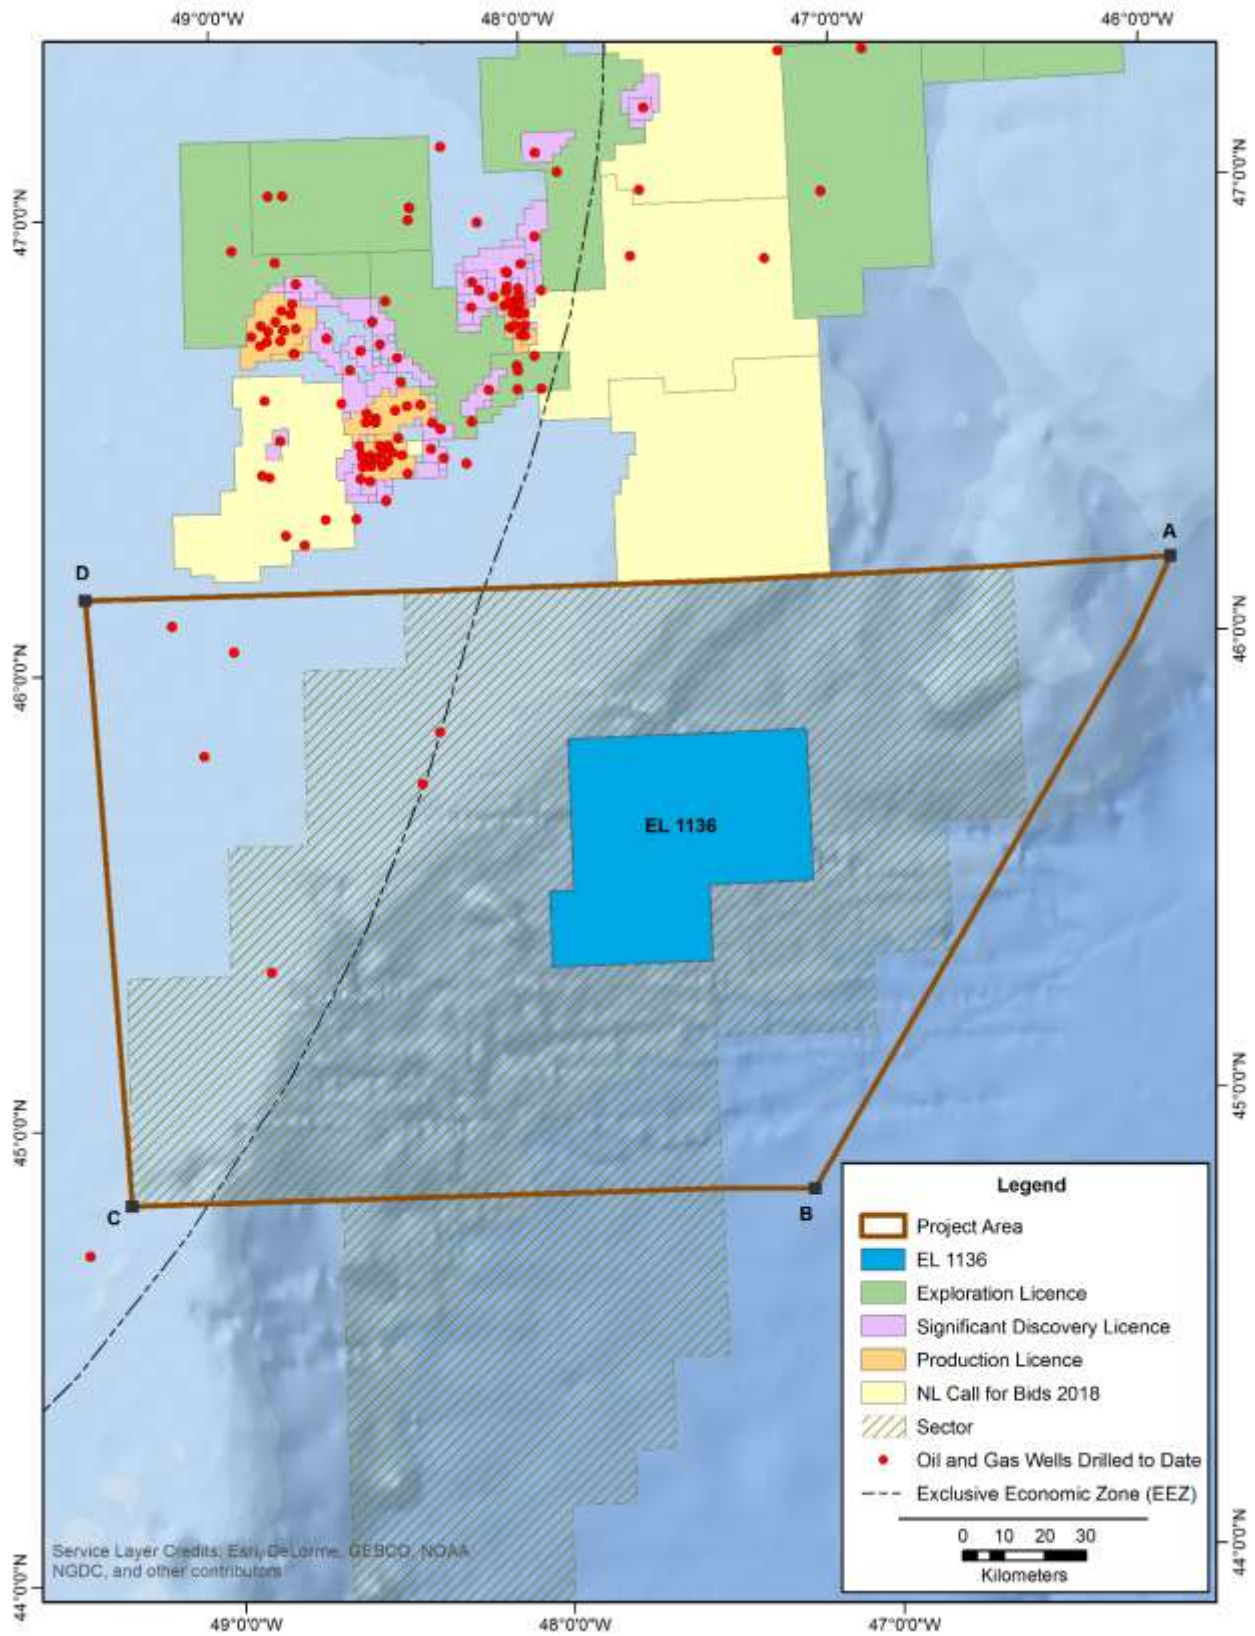 49°0'0"W 48°0'0"W 47°0'0"W 46°0'0"W
47°0'0"N
47°0'0"N
A
D
46°0'0"N
46°0'0"N
EL 1136
45°0'0"N
45°0'0"N
C
B
Legend
Project Area
EL 1136
Exploration Licence
Significant Discovery Licence
Production Licence
NL Call for Bids 2018
Sector
Oil and Gas Wells Drilled to Date
Exclusive Economic Zone (EEZ)
0 10 20 30
Kilometers
44°0'0"N
44°0'0"N
Service Layer Credits: Esri, DeLorme, GEBCO, NOAA
NGDC, and other contributors
49°0'0"W 48°0'0"W 47°0'0"W